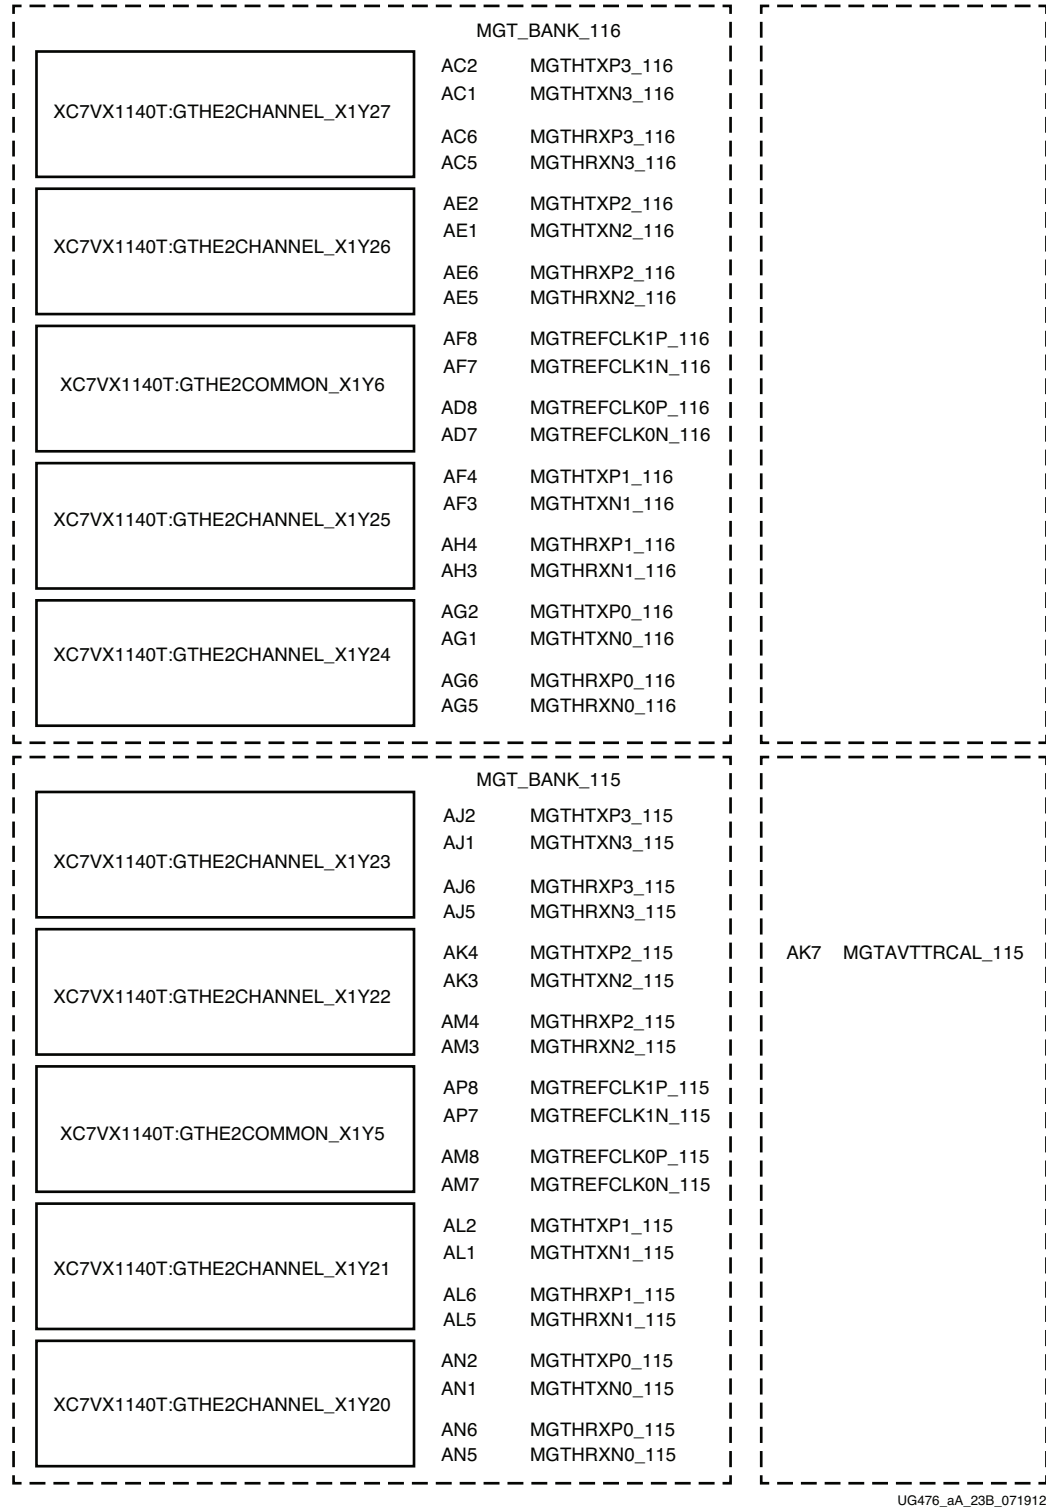 MGT_BANK_116
XC7VX1140T:GTHE2CHANNEL_X1Y27
AC2 MGTHTXP3_116
AC1 MGTHTXN3_116
AC6 MGTHRXP3_116
AC5 MGTHRXN3_116
XC7VX1140T:GTHE2CHANNEL_X1Y26
AE2 MGTHTXP2_116
AE1 MGTHTXN2_116
AE6 MGTHRXP2_116
AE5 MGTHRXN2_116
XC7VX1140T:GTHE2COMMON_X1Y6
AF8 MGTREFCLK1P_116
AF7 MGTREFCLK1N_116
AD8 MGTREFCLK0P_116
AD7 MGTREFCLK0N_116
XC7VX1140T:GTHE2CHANNEL_X1Y25
AF4 MGTHTXP1_116
AF3 MGTHTXN1_116
AH4 MGTHRXP1_116
AH3 MGTHRXN1_116
XC7VX1140T:GTHE2CHANNEL_X1Y24
AG2 MGTHTXP0_116
AG1 MGTHTXN0_116
AG6 MGTHRXP0_116
AG5 MGTHRXN0_116
MGT_BANK_115
XC7VX1140T:GTHE2CHANNEL_X1Y23
AJ2 MGTHTXP3_115
AJ1 MGTHTXN3_115
AJ6 MGTHRXP3_115
AJ5 MGTHRXN3_115
XC7VX1140T:GTHE2CHANNEL_X1Y22
AK4 MGTHTXP2_115
AK3 MGTHTXN2_115
AM4 MGTHRXP2_115
AM3 MGTHRXN2_115
XC7VX1140T:GTHE2COMMON_X1Y5
AP8 MGTREFCLK1P_115
AP7 MGTREFCLK1N_115
AM8 MGTREFCLK0P_115
AM7 MGTREFCLK0N_115
XC7VX1140T:GTHE2CHANNEL_X1Y21
AL2 MGTHTXP1_115
AL1 MGTHTXN1_115
AL6 MGTHRXP1_115
AL5 MGTHRXN1_115
XC7VX1140T:GTHE2CHANNEL_X1Y20
AN2 MGTHTXP0_115
AN1 MGTHTXN0_115
AN6 MGTHRXP0_115
AN5 MGTHRXN0_115
AK7 MGTAVTTRCAL_115
UG476_aA_23B_071912